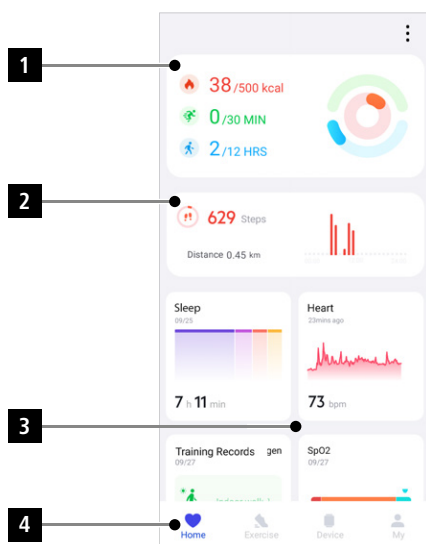 1
38/500 kcal
0/30 MIN
2/12 HRS
2
629 Steps
Distance 0.45 km
Sleep
09/25
7 h 11 min
Heart
23mins ago
73 bpm
3
Training Records gen
09/27
SpO2
09/27
4
Home Exercise Device My